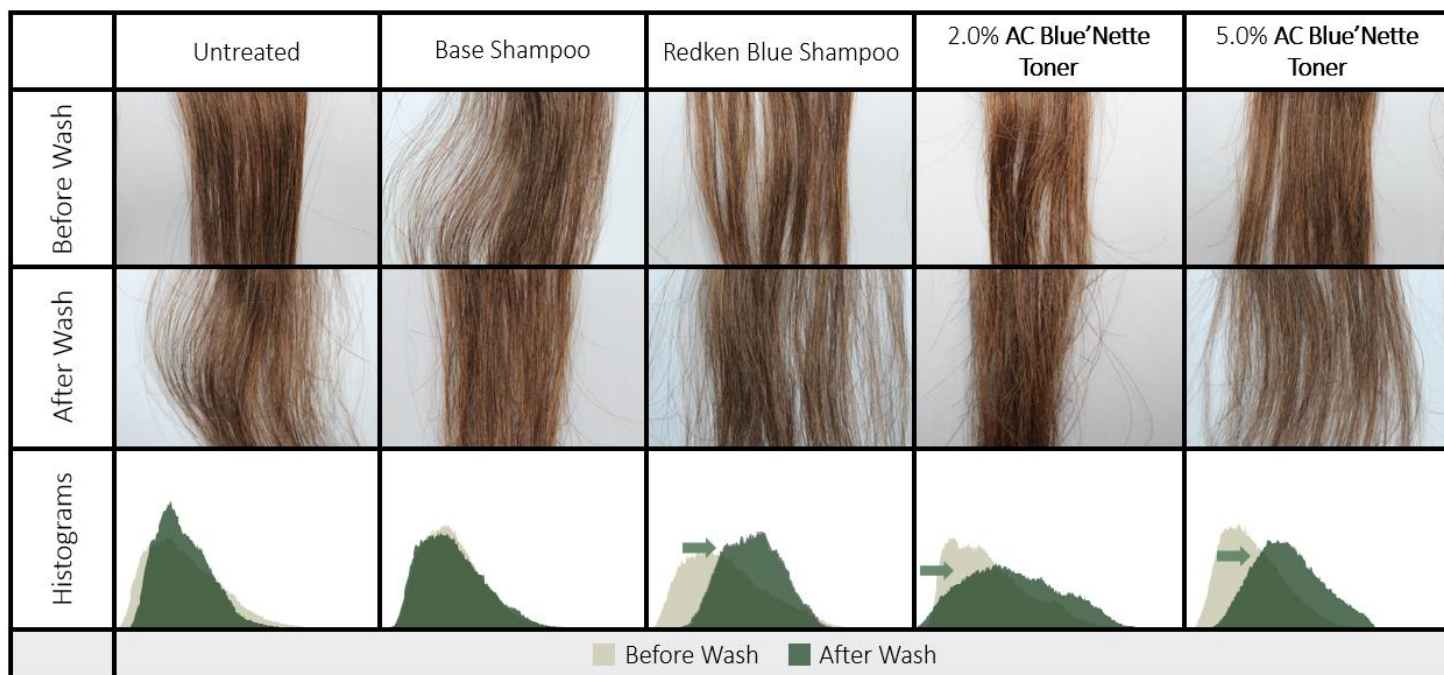 Untreated
Base Shampoo
Redken Blue Shampoo
2.0% AC Blue'Nette
Toner
5.0% AC Blue'Nette
Toner
Before Wash
After Wash
Histograms
Before Wash
After Wash